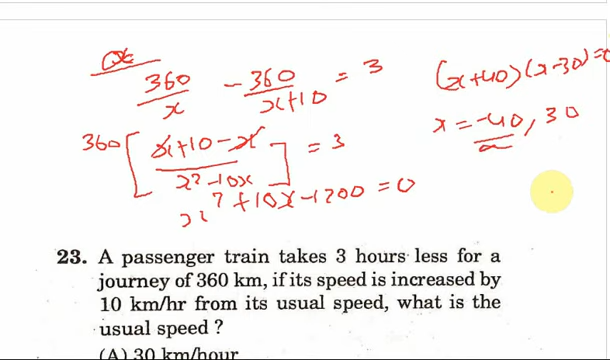 360/x - 360/x+10 = 3
360 [ x+10-x / x²-10x ] = 3
x² + 10x - 1200 = 0
(x+40)(x-30)=0
x = -40, 30
23. A passenger train takes 3 hours less for a
journey of 360 km, if its speed is increased by
10 km/hr from its usual speed, what is the
usual speed ?
(A) 30 km/hour